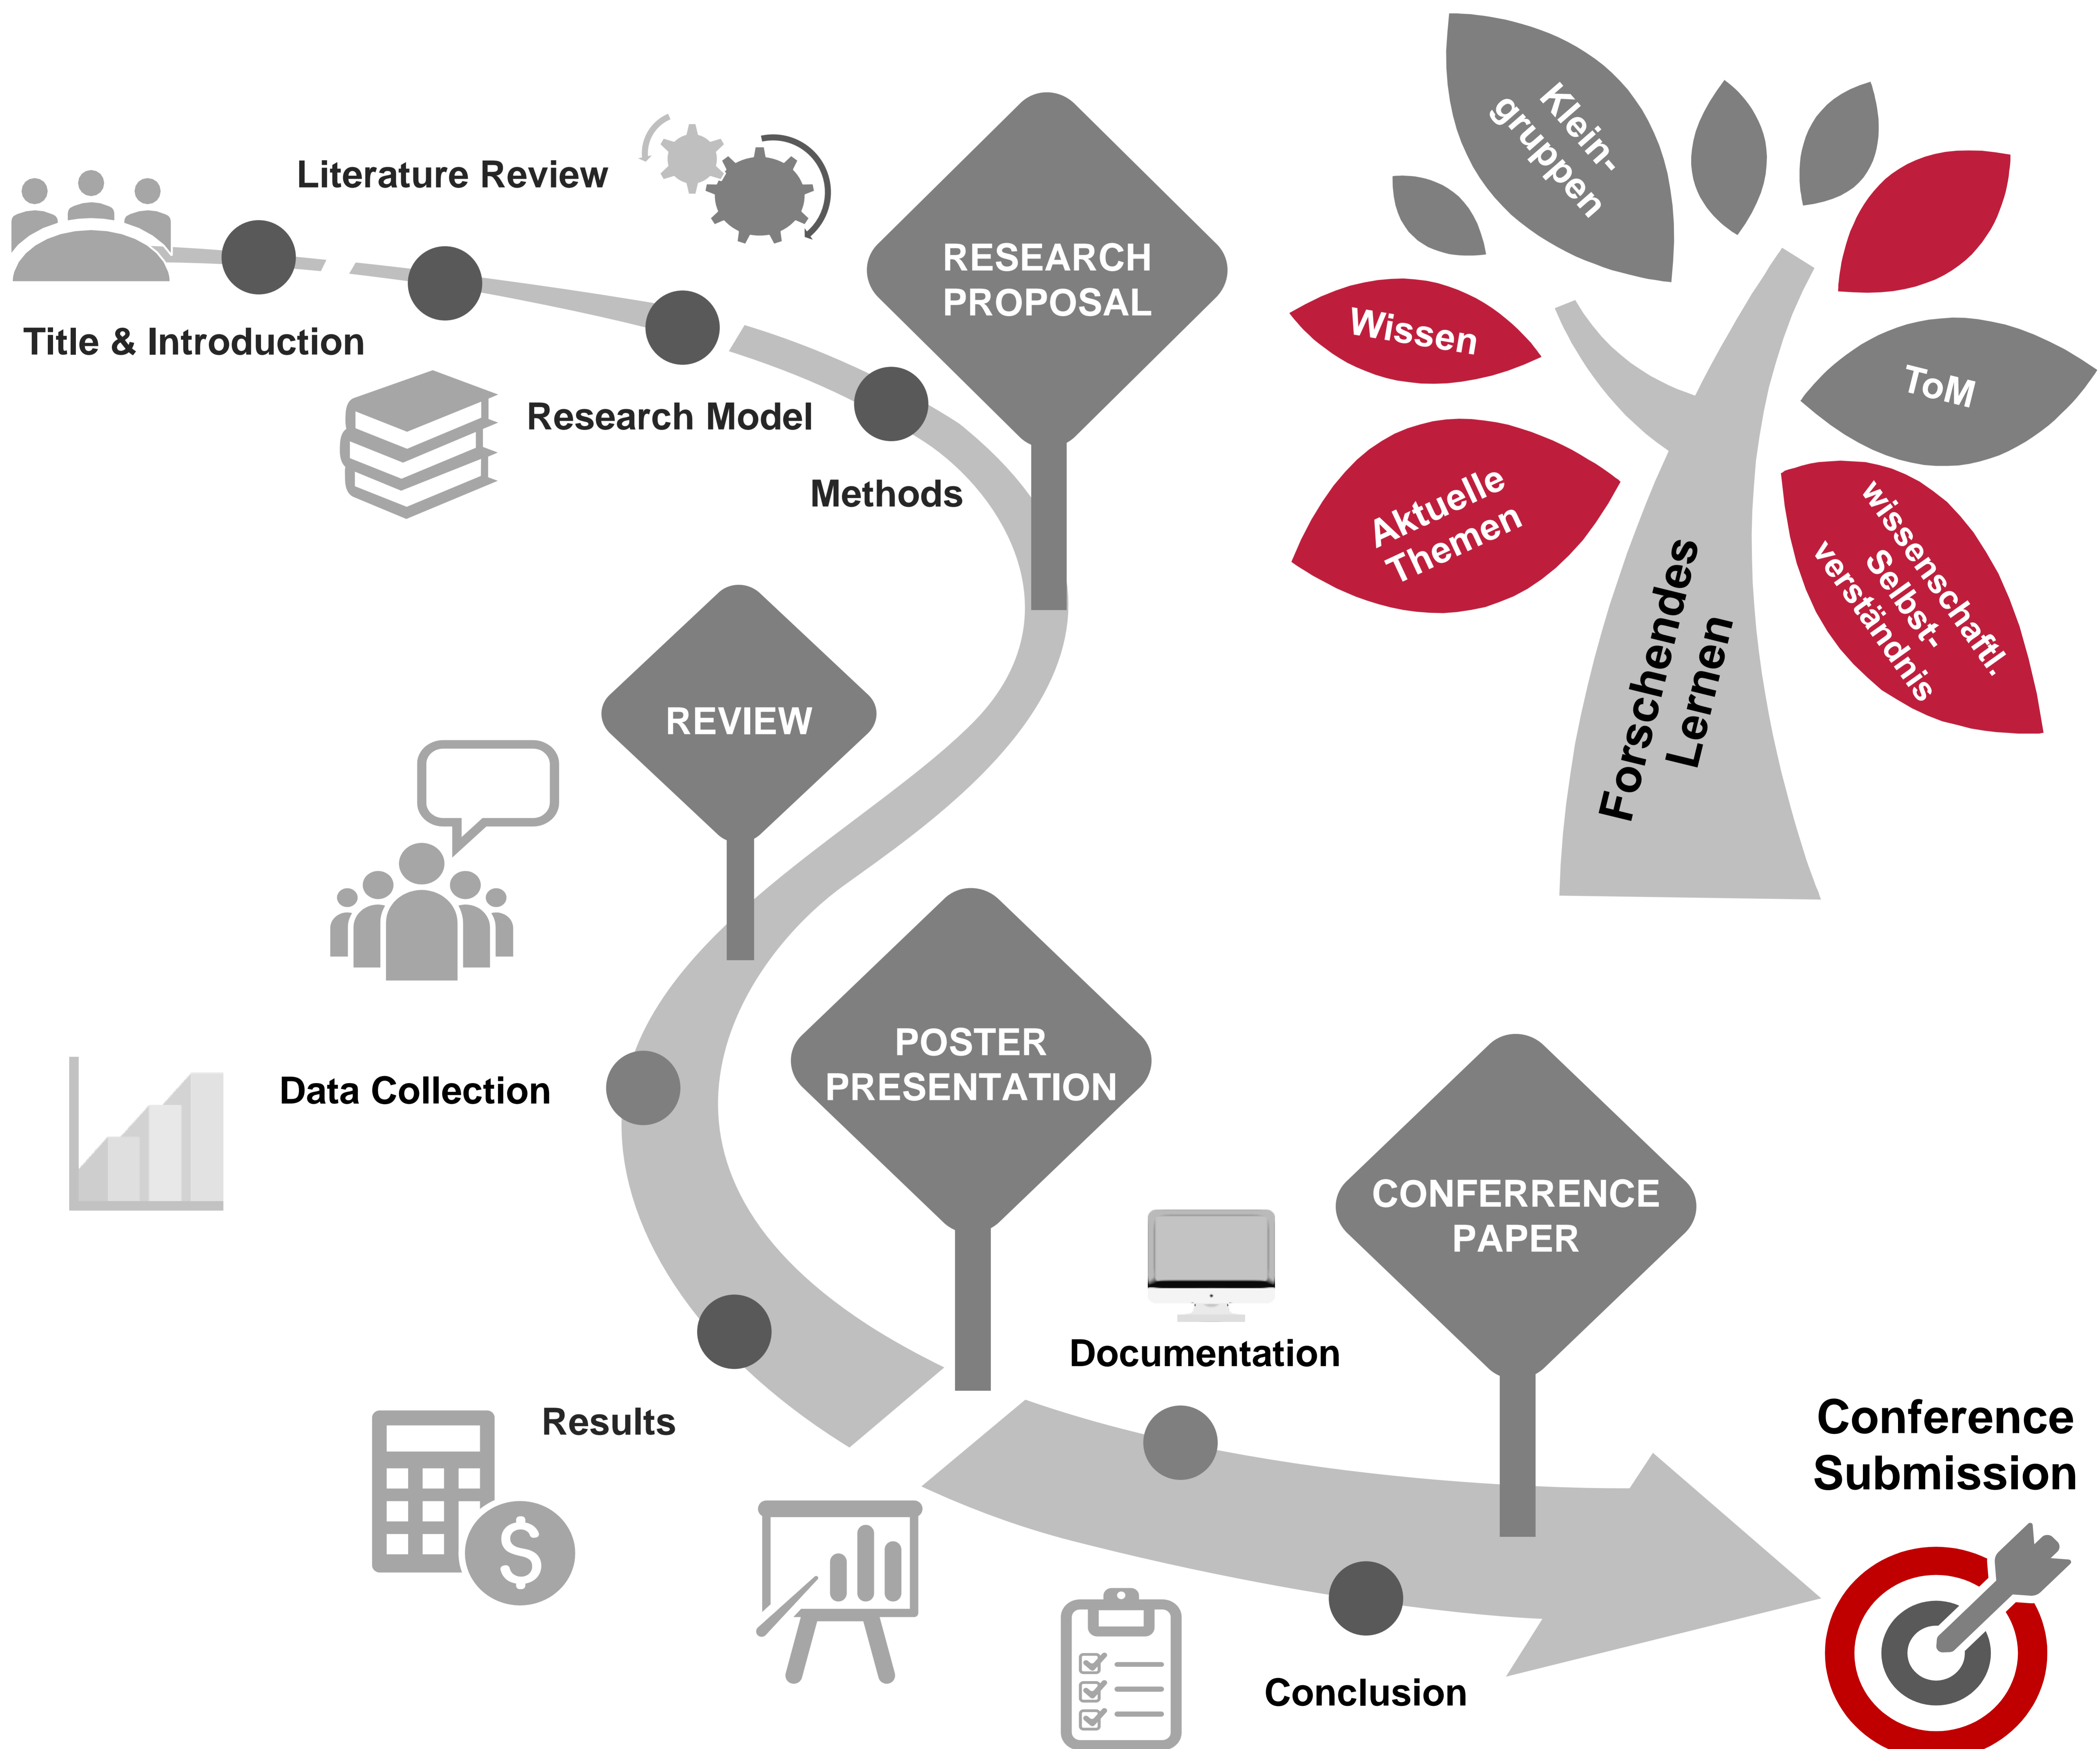 Literature Review
Title & Introduction
Research Model
Methods
RESEARCH
PROPOSAL
REVIEW
Data Collection
POSTER
PRESENTATION
Results
Documentation
CONFERRENCE
PAPER
Conclusion
Conference
Submission
$
Klein-
gruppen
Wissen
ToM
Aktuelle
Themen
wissenschaftl.
Selbst-
verständnis
Forschendes
Lernen